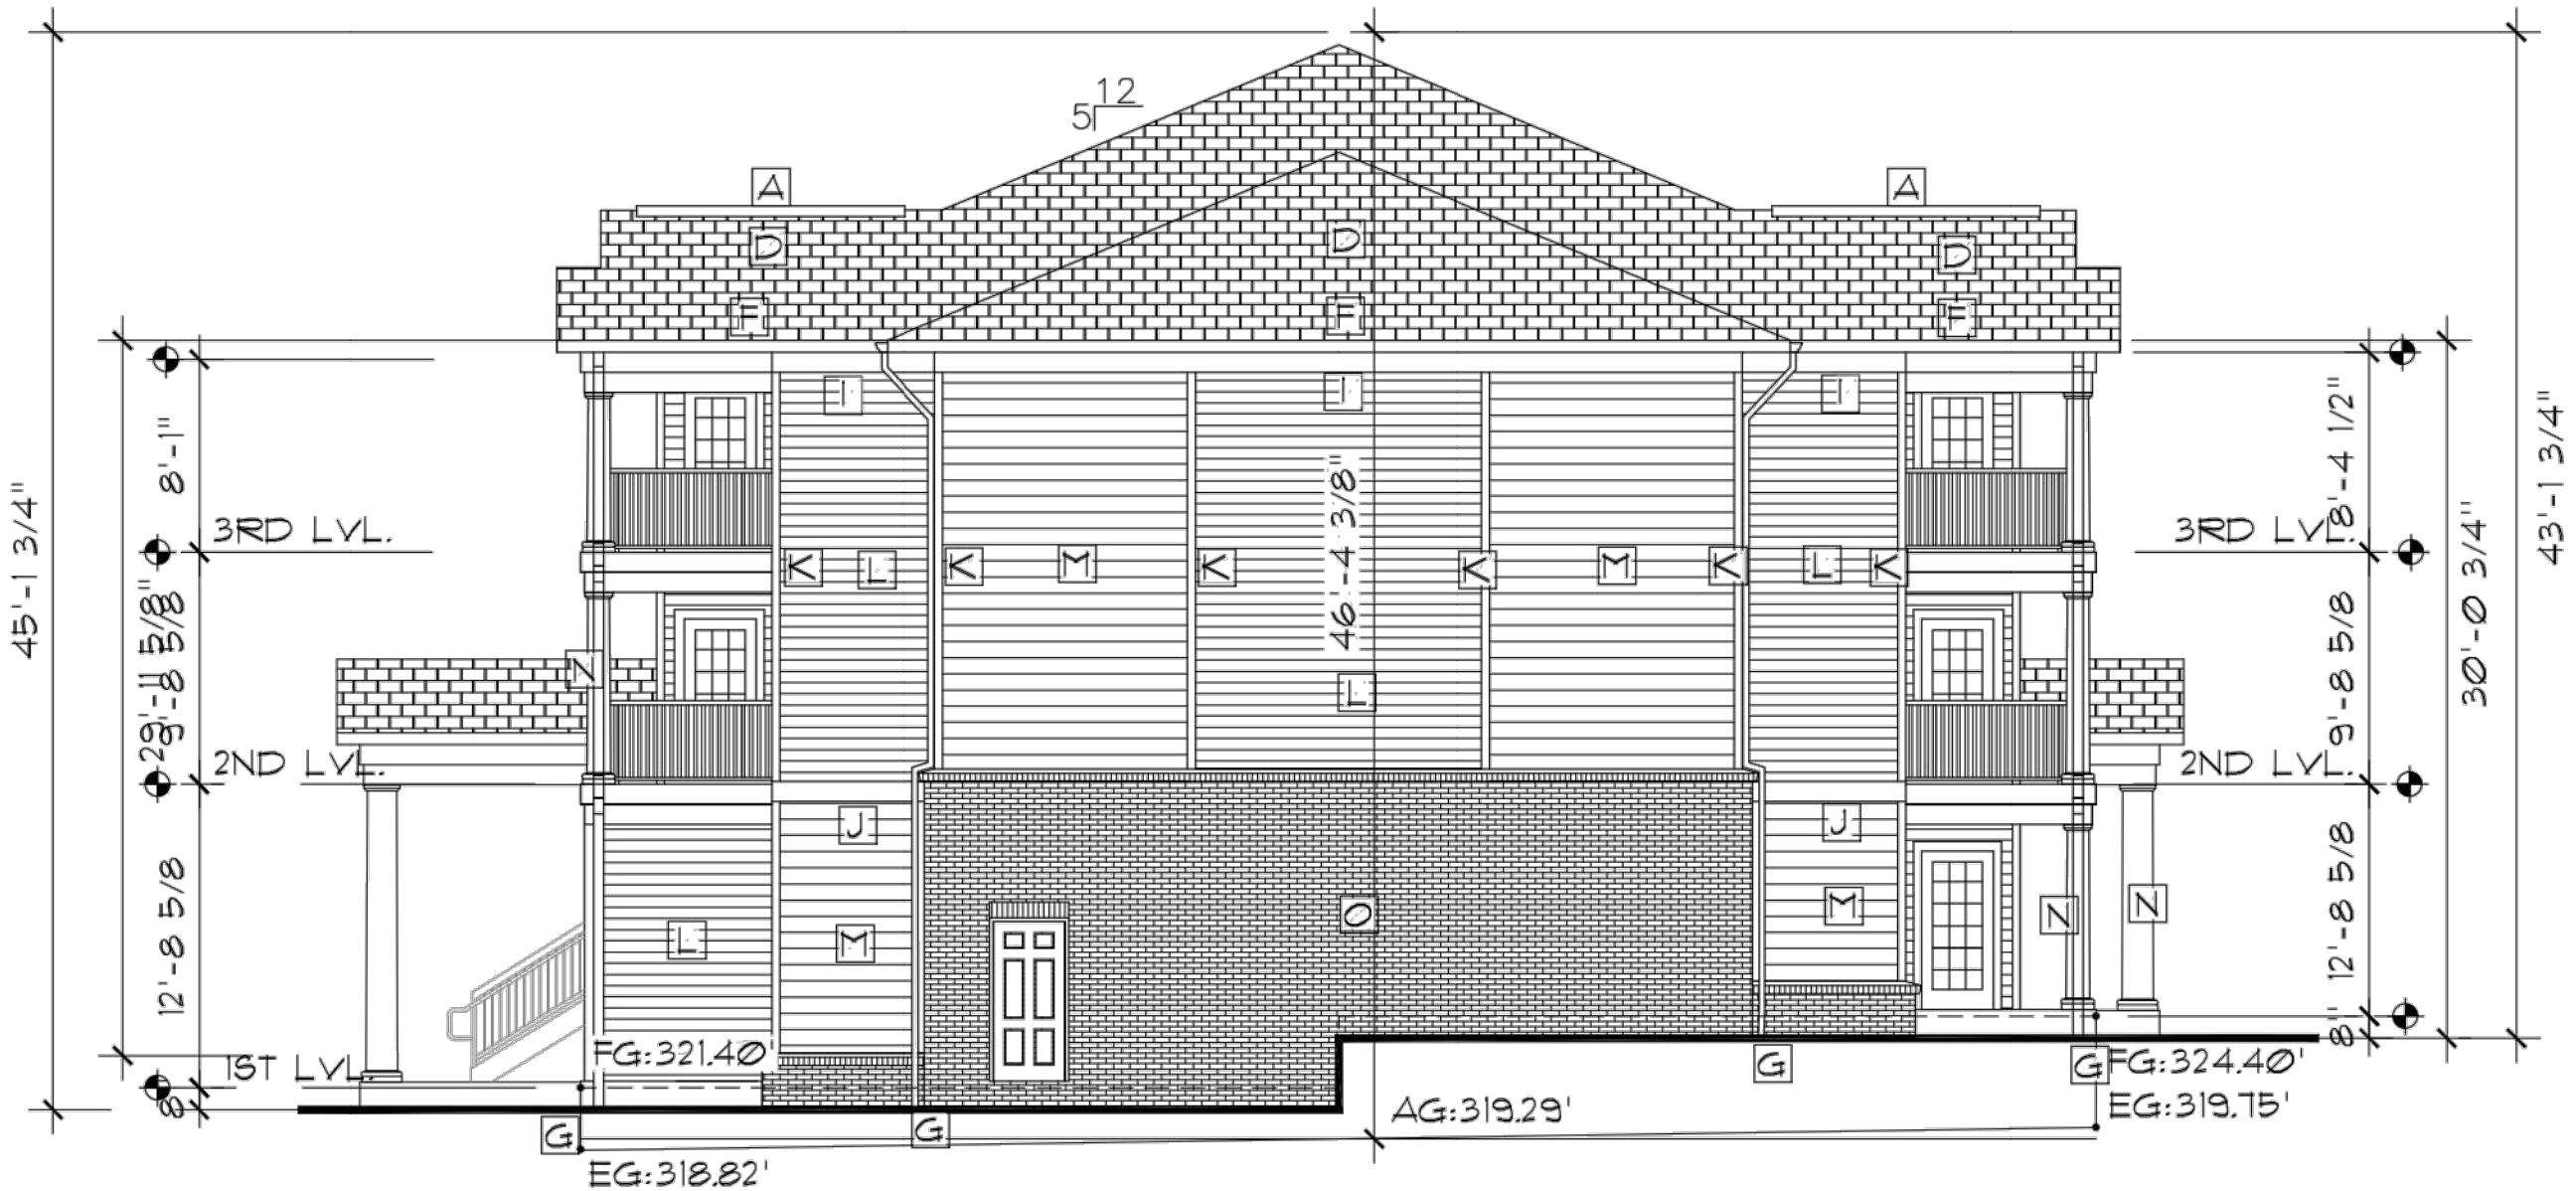 12
5
A
A
D
D
D
F
F
F
I
I
I
8'-1"
8'-4 1/2"
45'-1 3/4"
43'-1 3/4"
46'-4 3/8"
3RD LVL.
3RD LVL.
K
L
K
M
K
K
M
K
L
K
29'-11 5/8"
9'-8 5/8
9'-8 5/8
30'-0 3/4"
N
L
2ND LVL.
2ND LVL.
J
J
12'-8 5/8
12'-8 5/8
L
M
O
M
N
N
1ST LVL.
FG:321.40'
8"
8"
G
G
FG:324.40'
G
G
AG:319.29'
EG:319.75'
EG:318.82'